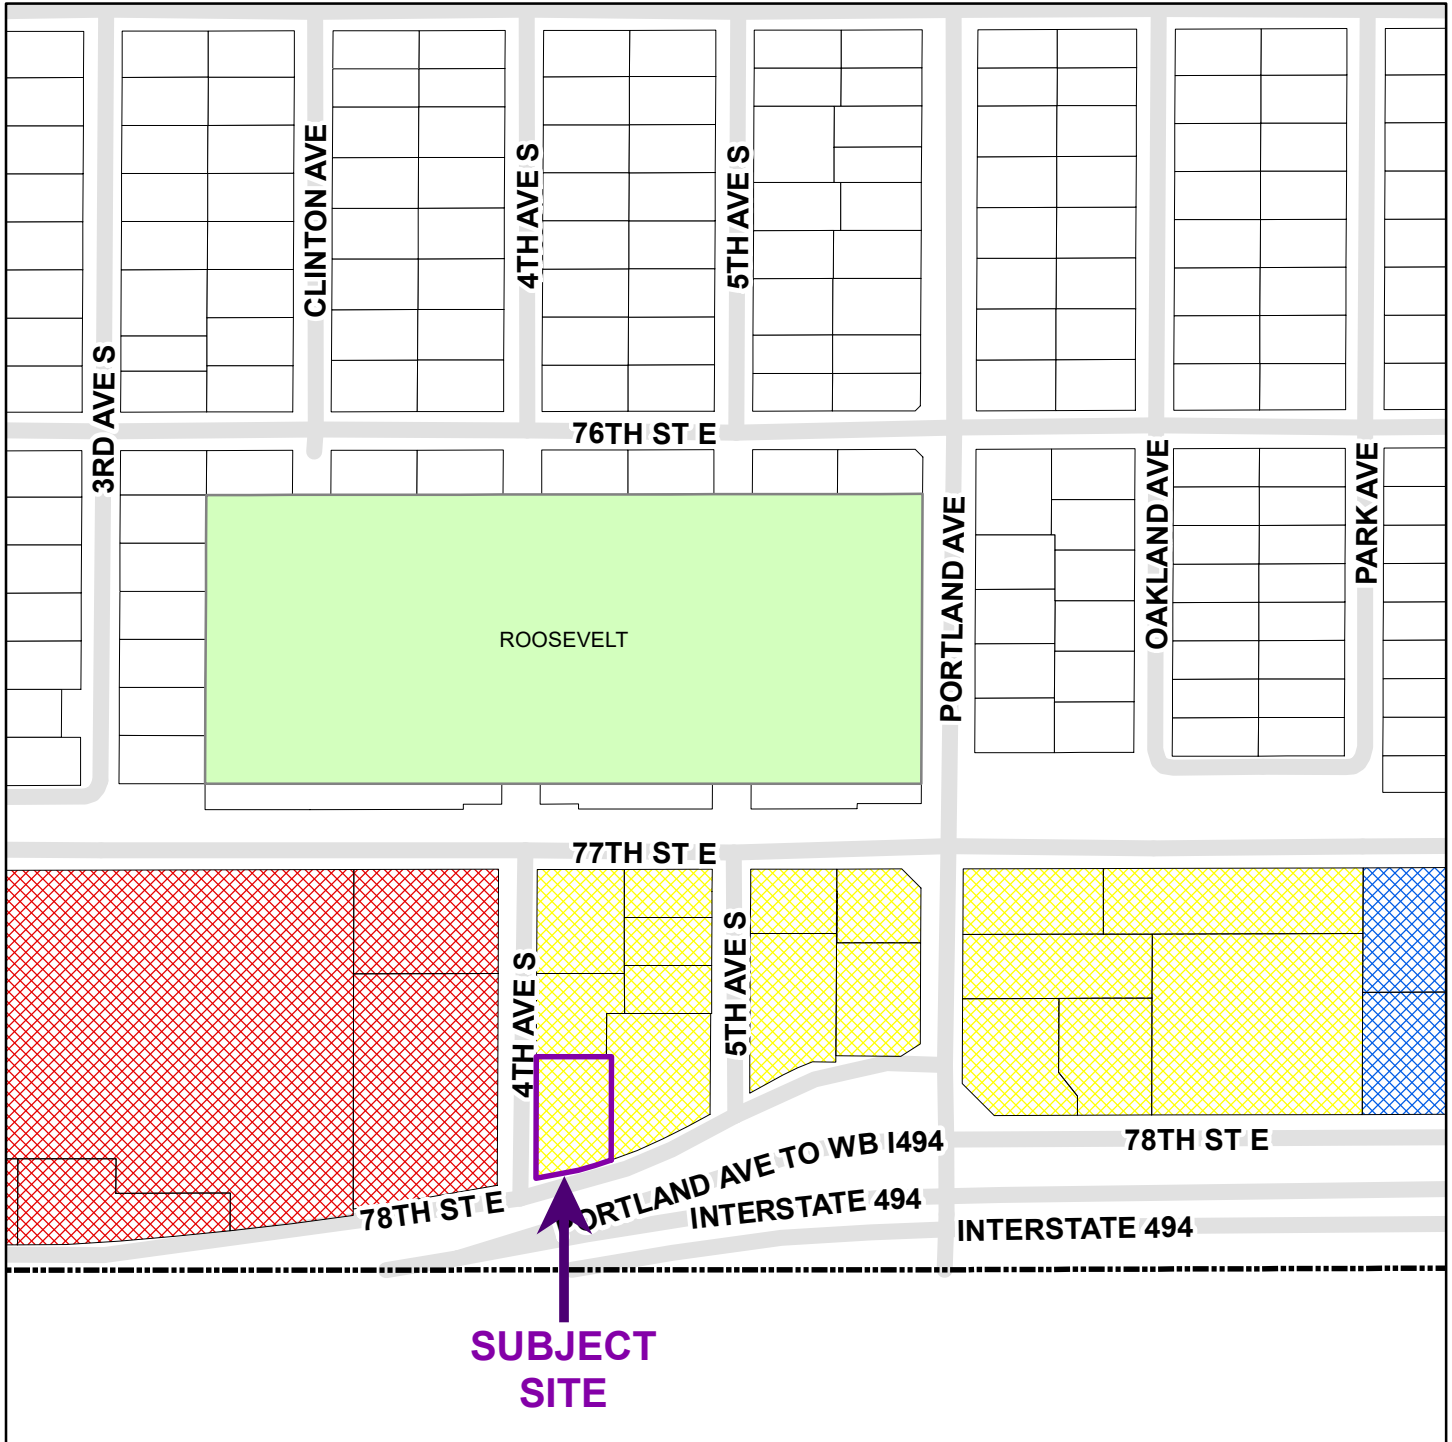 CLINTON AVE
4TH AVE S
5TH AVE S
3RD AVE S
76TH ST E
OAKLAND AVE
PARK AVE
PORTLAND AVE
ROOSEVELT
77TH ST E
4TH AVE S
5TH AVE S
78TH ST E
PORTLAND AVE TO WB I494
78TH ST E
INTERSTATE 494
INTERSTATE 494
SUBJECT
SITE